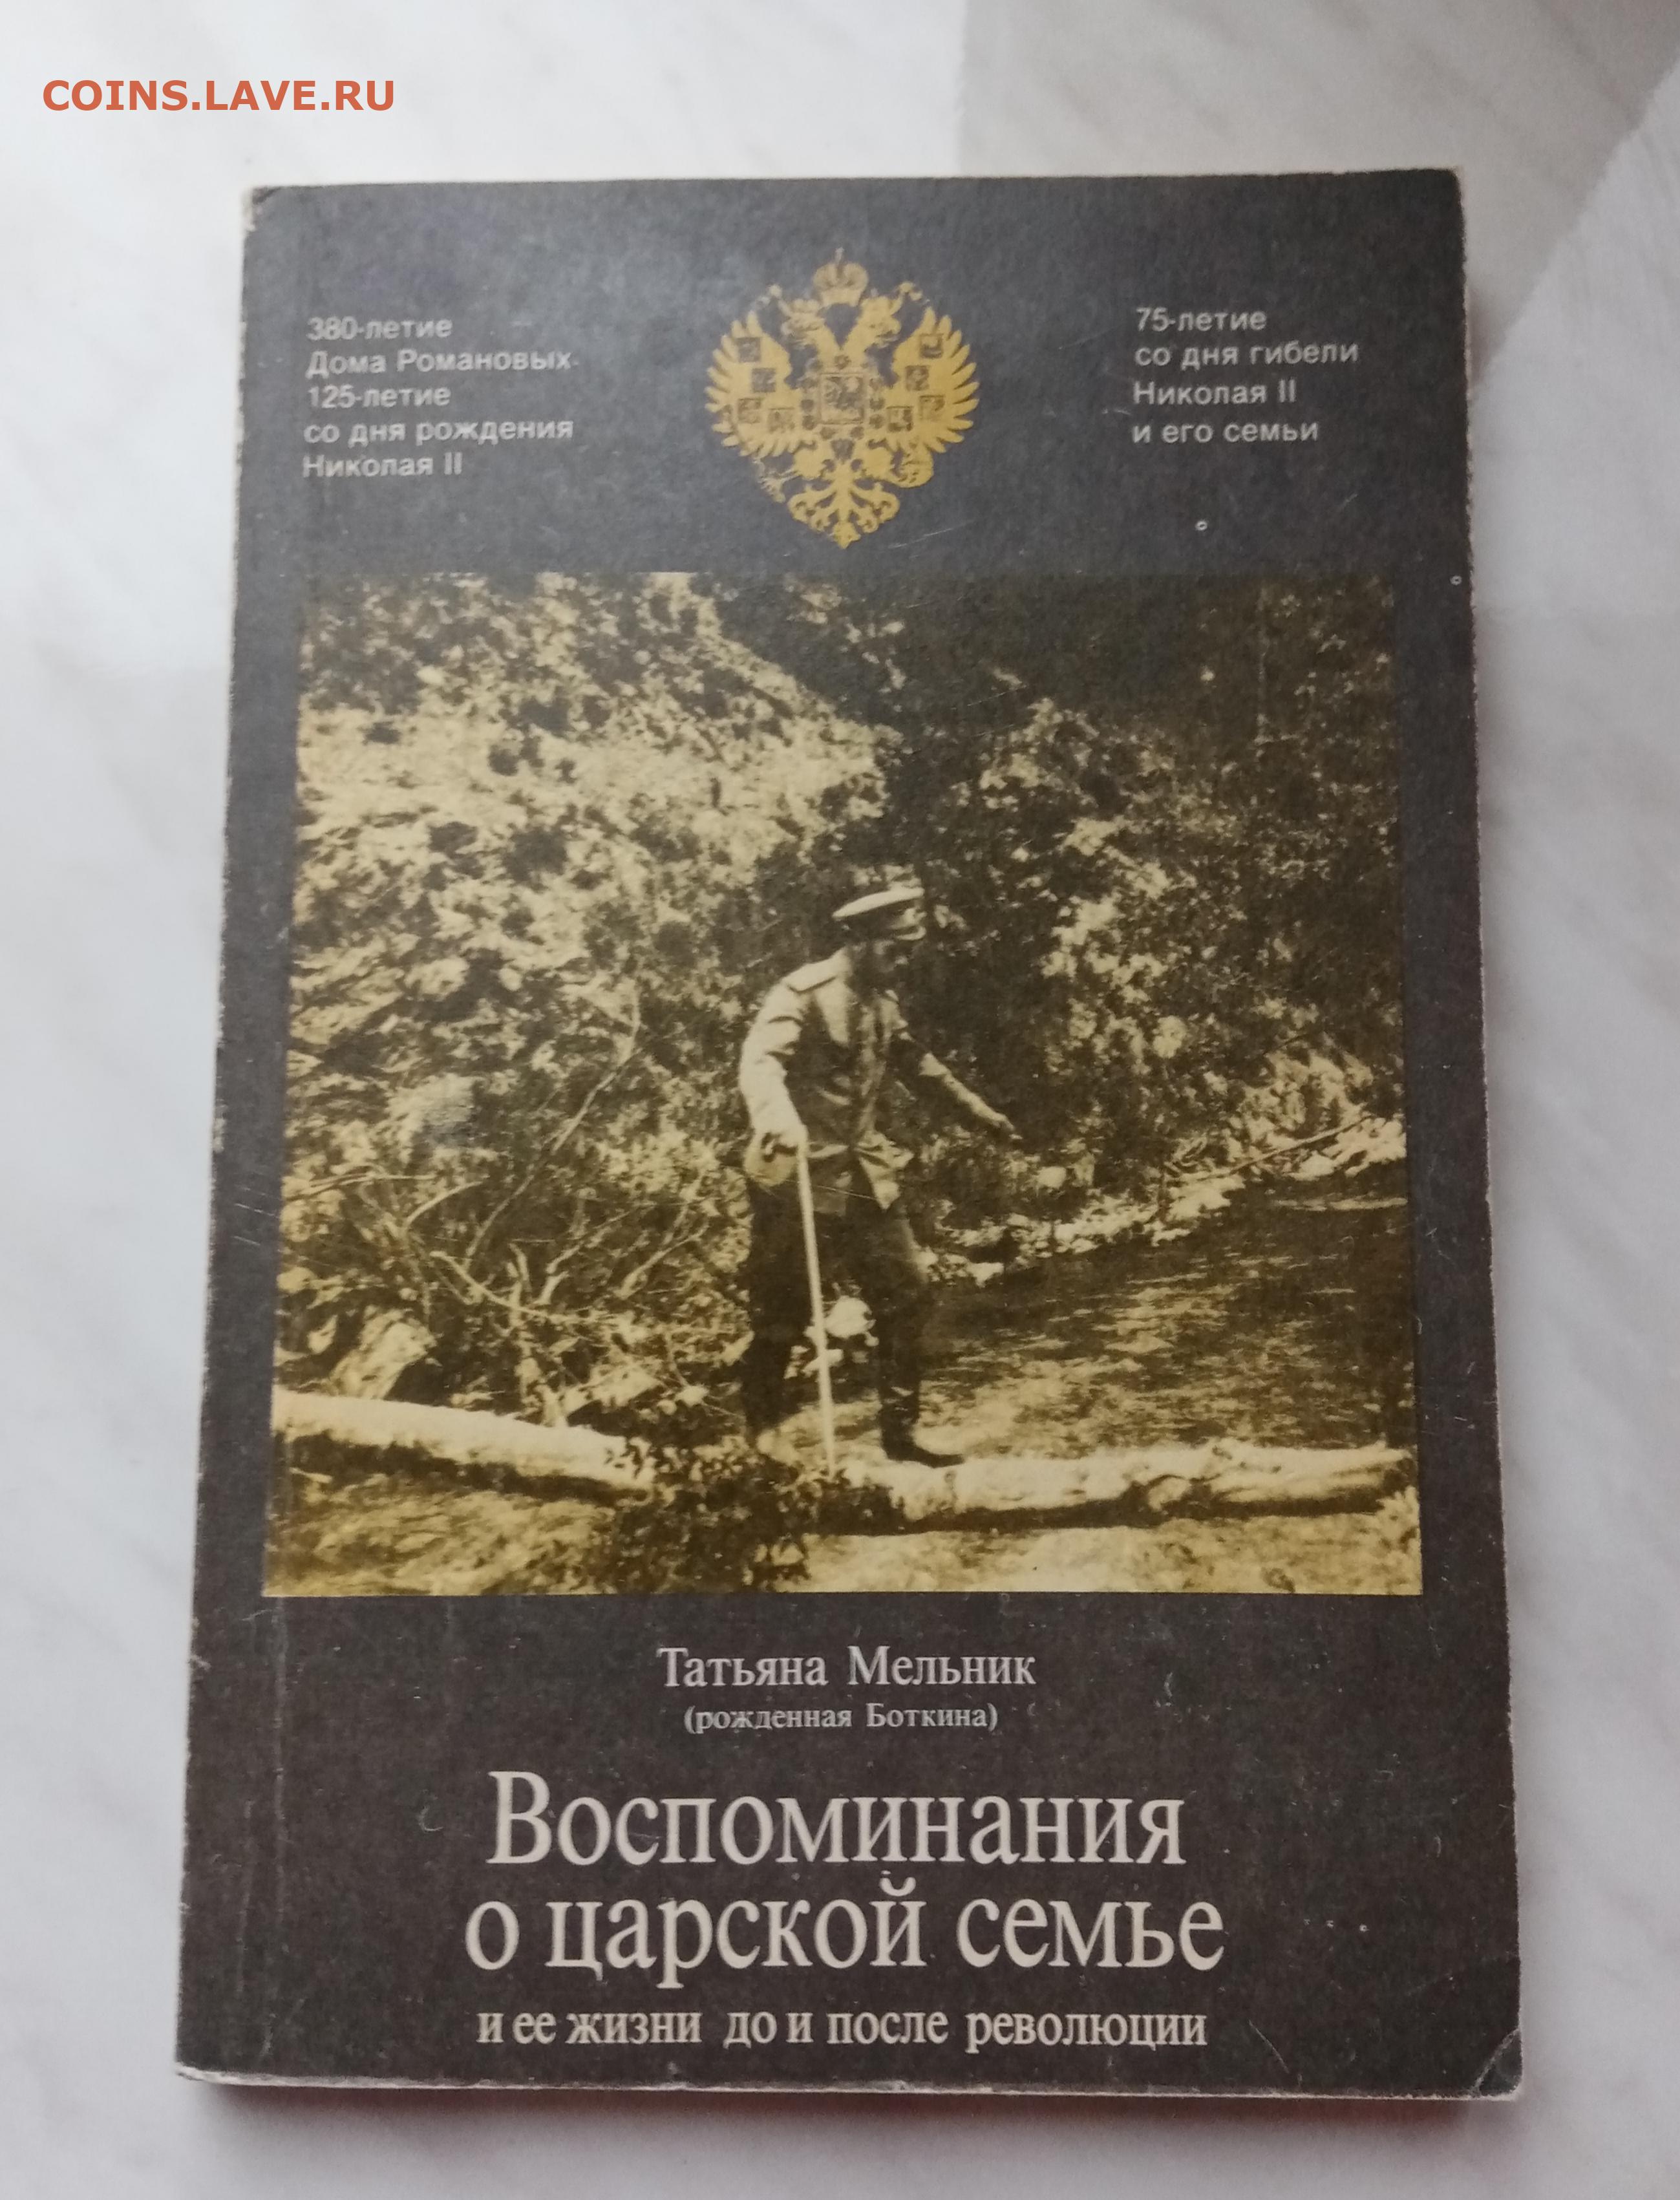 COINS.LAVE.RU
380-летие
Дома Романовых
125-летие
со дня рождения
Николая II
75-летие
со дня гибели
Николая II
и его семьи
Татьяна Мельник
(рожденная Боткина)
Воспоминания
о царской семье
и ее жизни до и после революции